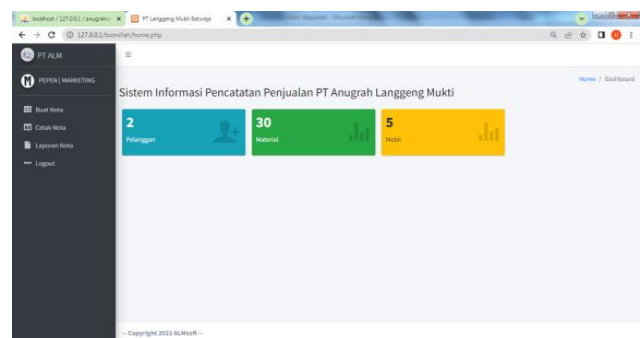 localhost / 127.0.0.1 / anugrah
PT Langgeng Mukti Baturaja
127.0.0.1/bismillah/home.php
PT ALM
PEPEN | MARKETING
Home / Dashboard
Sistem Informasi Pencatatan Penjualan PT Anugrah Langgeng Mukti
Buat Nota
Cetak Nota
Laporan Nota
Logout
2
Pelanggan
30
Material
5
Mobil
-- Copyright 2022 ALMsoft --